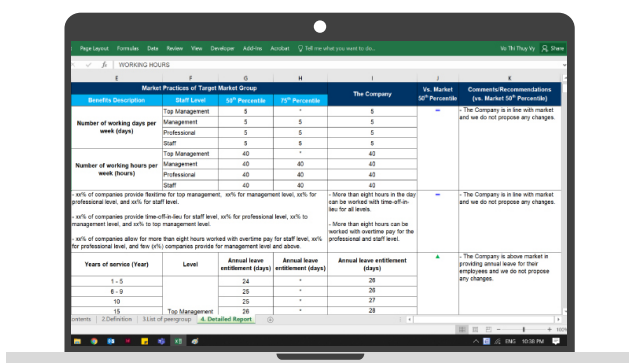 Page Layout Formulas Data Review View Developer Add-Ins Acrobat Tell me what you want to do... Vo Thi Thuy Vy Share
fx WORKING HOURS
E F G H I J K
Market Practices of Target Market Group The Company Vs. Market 50th Percentile Comments/Recommendations (vs. Market 50th Percentile)
Benefits Description Staff Level 50th Percentile 75th Percentile
Number of working days per week (days) Top Management 5 * 5 - The Company is in line with market and we do not propose any changes.
Management 5 5 5
Professional 5 5 5
Staff 5 5 5
Number of working hours per week (hours) Top Management 40 * 40
Management 40 40 40
Professional 40 40 40
Staff 40 40 40
- xx% of companies provide flextime for top management, xx% for management level, xx% for professional level, and xx% for staff level.
- xx% of companies provide time-off-in-lieu for staff level, xx% for professional level, xx% to management level, and xx% to top management level.
- xx% of companies allow for more than eight hours worked with overtime pay for staff level, xx% for professional level, and few (x%) companies provide for management level and above.
- More than eight hours in the day can be worked with time-off-in-lieu for all levels.
- More than eight hours can be worked with overtime pay for the professional and staff level.
- The Company is in line with market and we do not propose any changes.
Years of service (Year) Level Annual leave entitlement (days) Annual leave entitlement (days) Annual leave entitlement (days) - The Company is above market in providing annual leave for their employees and we do not propose any changes.
1 - 5 24 * 26
6 - 9 25 * 26
10 25 * 27
15 Top Management 26 * 28
ontents 2.Definition 3.List of peergroup 4. Detailed Report
100%
ENG 10:38 PM